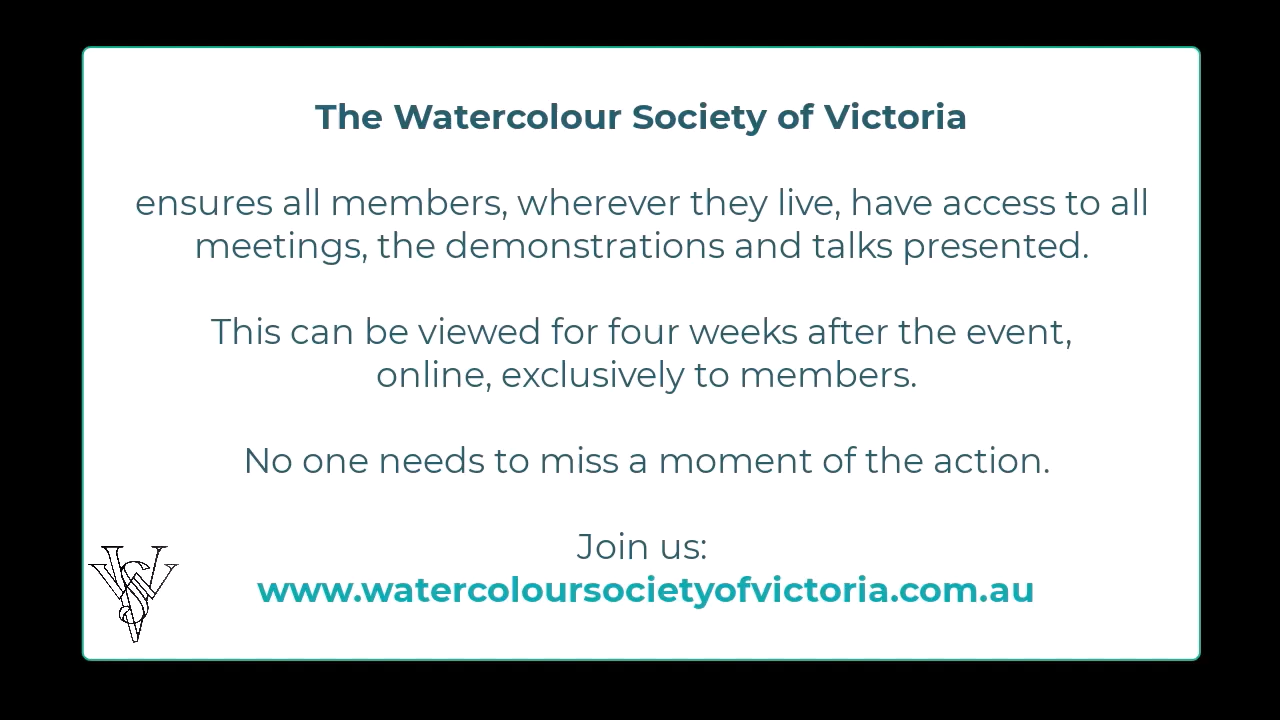 The Watercolour Society of Victoria
ensures all members, wherever they live, have access to all
meetings, the demonstrations and talks presented.
This can be viewed for four weeks after the event,
online, exclusively to members.
No one needs to miss a moment of the action.
Join us:
www.watercoloursocietyofvictoria.com.au
WSV